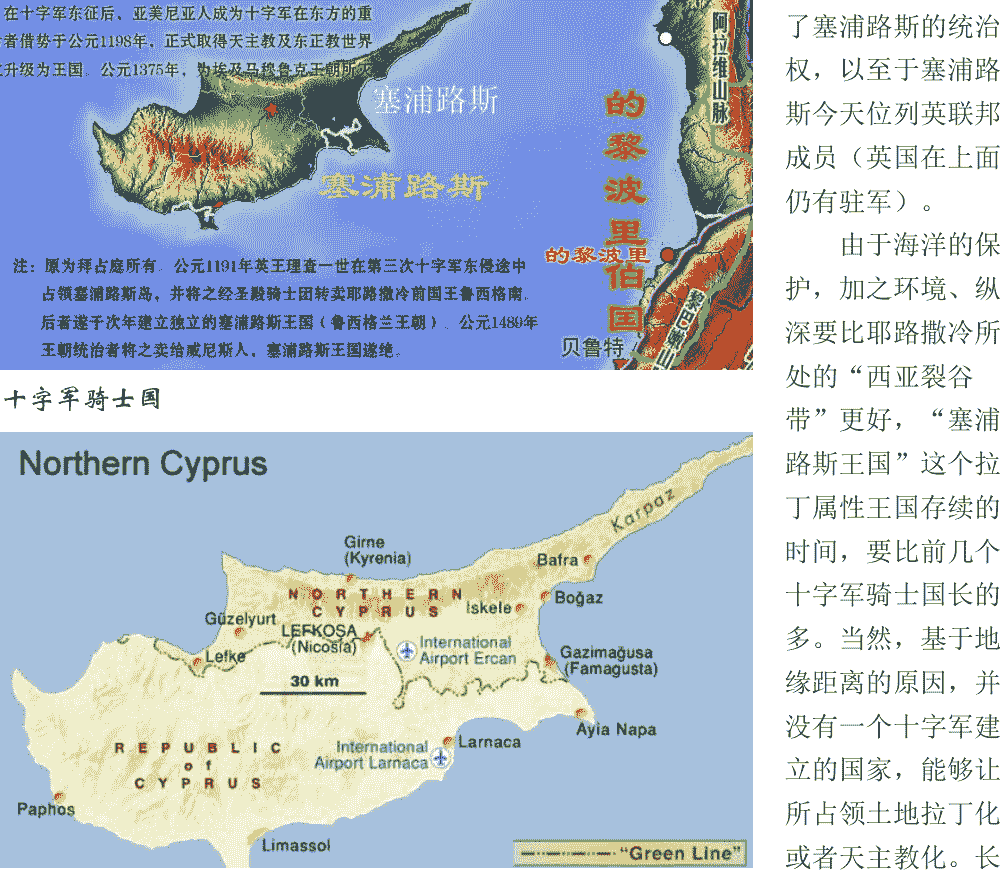 在十字军东征后，亚美尼亚人成为十字军在东方的重
者借势于公元1198年，正式取得天主教及东正教世界
升级为王国。公元1375年，为埃及马穆鲁克王朝所灭
塞浦路斯
塞浦路斯
阿拉维山脉
的黎波里伯国
的黎波里
黎巴嫩山
贝鲁特
注：原为拜占庭所有。公元1191年英王理查一世在第三次十字军东侵途中
占领塞浦路斯岛，并将之经圣殿骑士团转卖耶路撒冷前国王鲁西格南。
后者遂于次年建立独立的塞浦路斯王国（鲁西格兰王朝）。公元1489年
王朝统治者将之卖给威尼斯人，塞浦路斯王国遂绝。
十字军骑士国
Northern Cyprus
Karpaz
Girne
(Kyrenia)
Bafra
NORTHERN
CYPRUS
Iskele
Boğaz
Güzelyurt
LEFKOŞA
(Nicosia)
Lefke
International
Airport Ercan
Gazimağusa
(Famagusta)
30 km
Ayia Napa
REPUBLIC
of
CYPRUS
International
Airport Larnaca
Larnaca
Paphos
Limassol
"Green Line"
了塞浦路斯的统治
权，以至于塞浦路
斯今天位列英联邦
成员（英国在上面
仍有驻军）。
由于海洋的保
护，加之环境、纵
深要比耶路撒冷所
处的“西亚裂谷
带”更好，“塞浦
路斯王国”这个拉
丁属性王国存续的
时间，要比前几个
十字军骑士国长的
多。当然，基于地
缘距离的原因，并
没有一个十字军建
立的国家，能够让
所占领土地拉丁化
或者天主教化。长